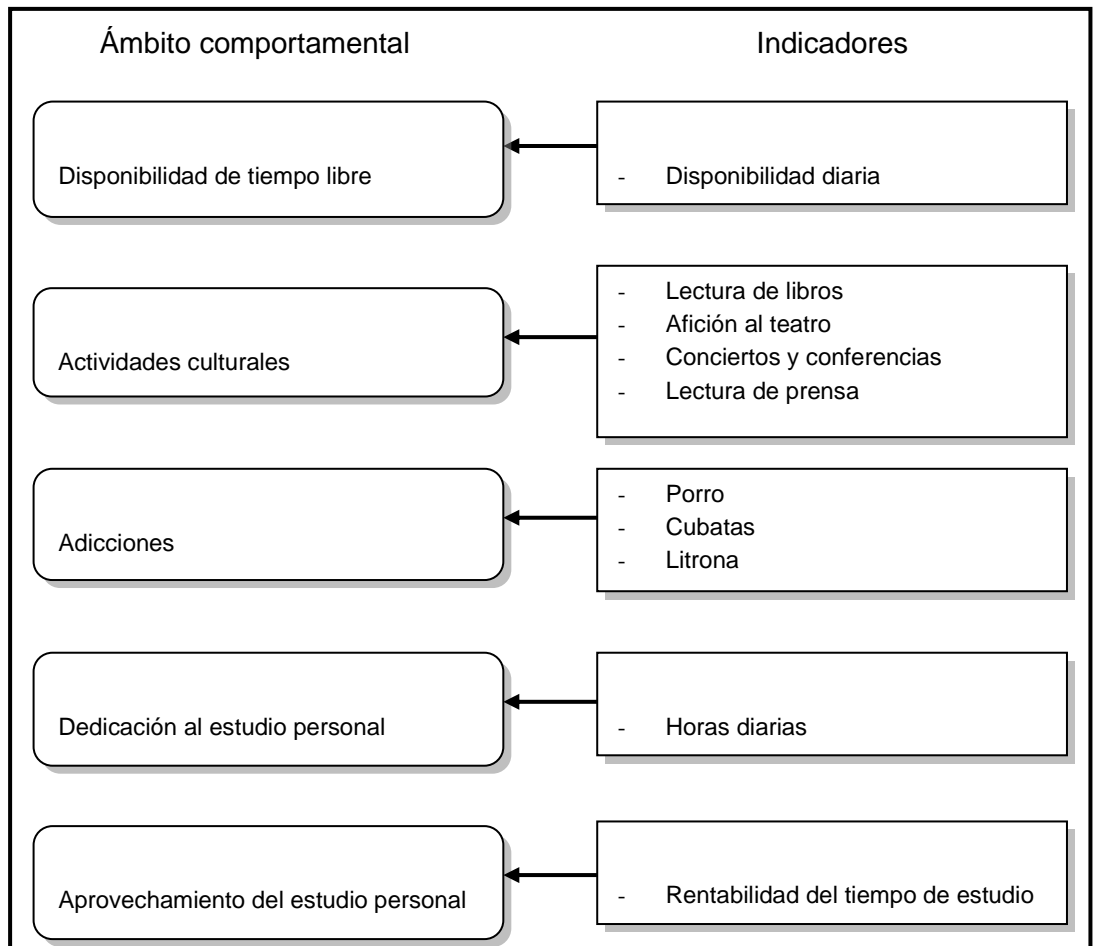 Ámbito comportamental
Indicadores
Disponibilidad de tiempo libre
- Disponibilidad diaria
Actividades culturales
- Lectura de libros
- Afición al teatro
- Conciertos y conferencias
- Lectura de prensa
Adicciones
- Porro
- Cubatas
- Litrona
Dedicación al estudio personal
- Horas diarias
Aprovechamiento del estudio personal
- Rentabilidad del tiempo de estudio